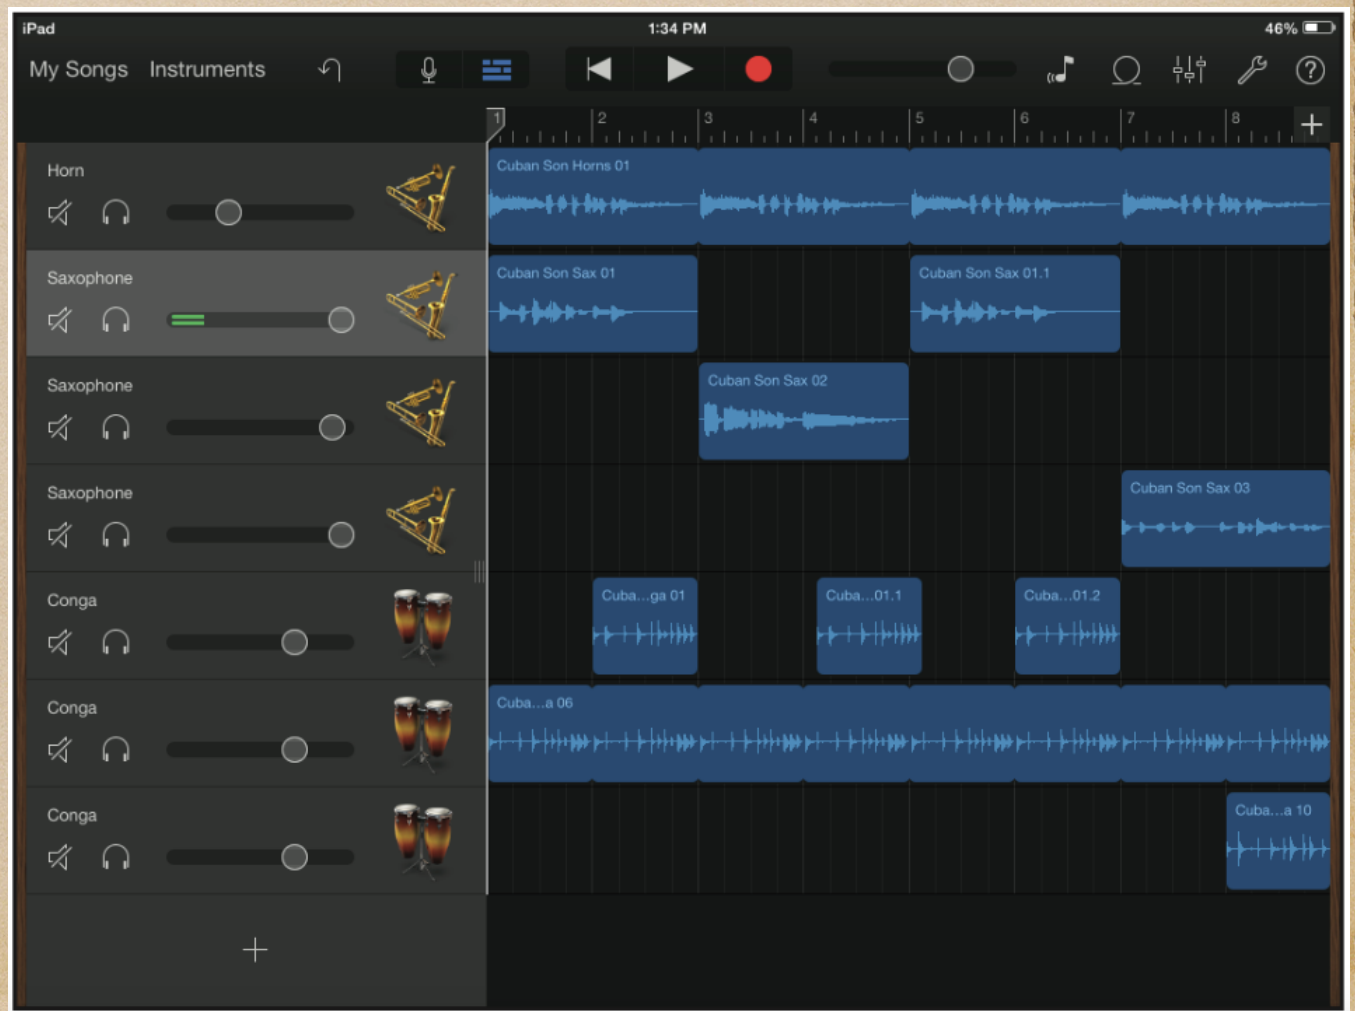 iPad 1:34 PM 46%
My Songs Instruments ?
1 2 3 4 5 6 7 8 +
Horn
Cuban Son Horns 01
Saxophone
Cuban Son Sax 01
Cuban Son Sax 01.1
Saxophone
Cuban Son Sax 02
Saxophone
Cuban Son Sax 03
Conga
Cuba...ga 01
Cuba...01.1
Cuba...01.2
Conga
Cuba...a 06
Conga
Cuba...a 10
+